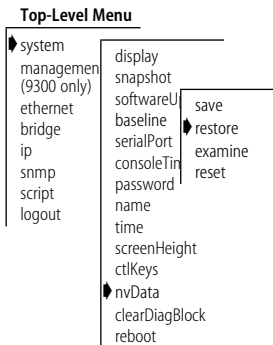 Top-Level Menu
system
managemen
(9300 only)
ethernet
bridge
ip
snmp
script
logout
display
snapshot
softwareU
baseline
serialPort
consoleTim
password
name
time
screenHeight
ctlKeys
nvData
clearDiagBlock
reboot
save
restore
examine
reset